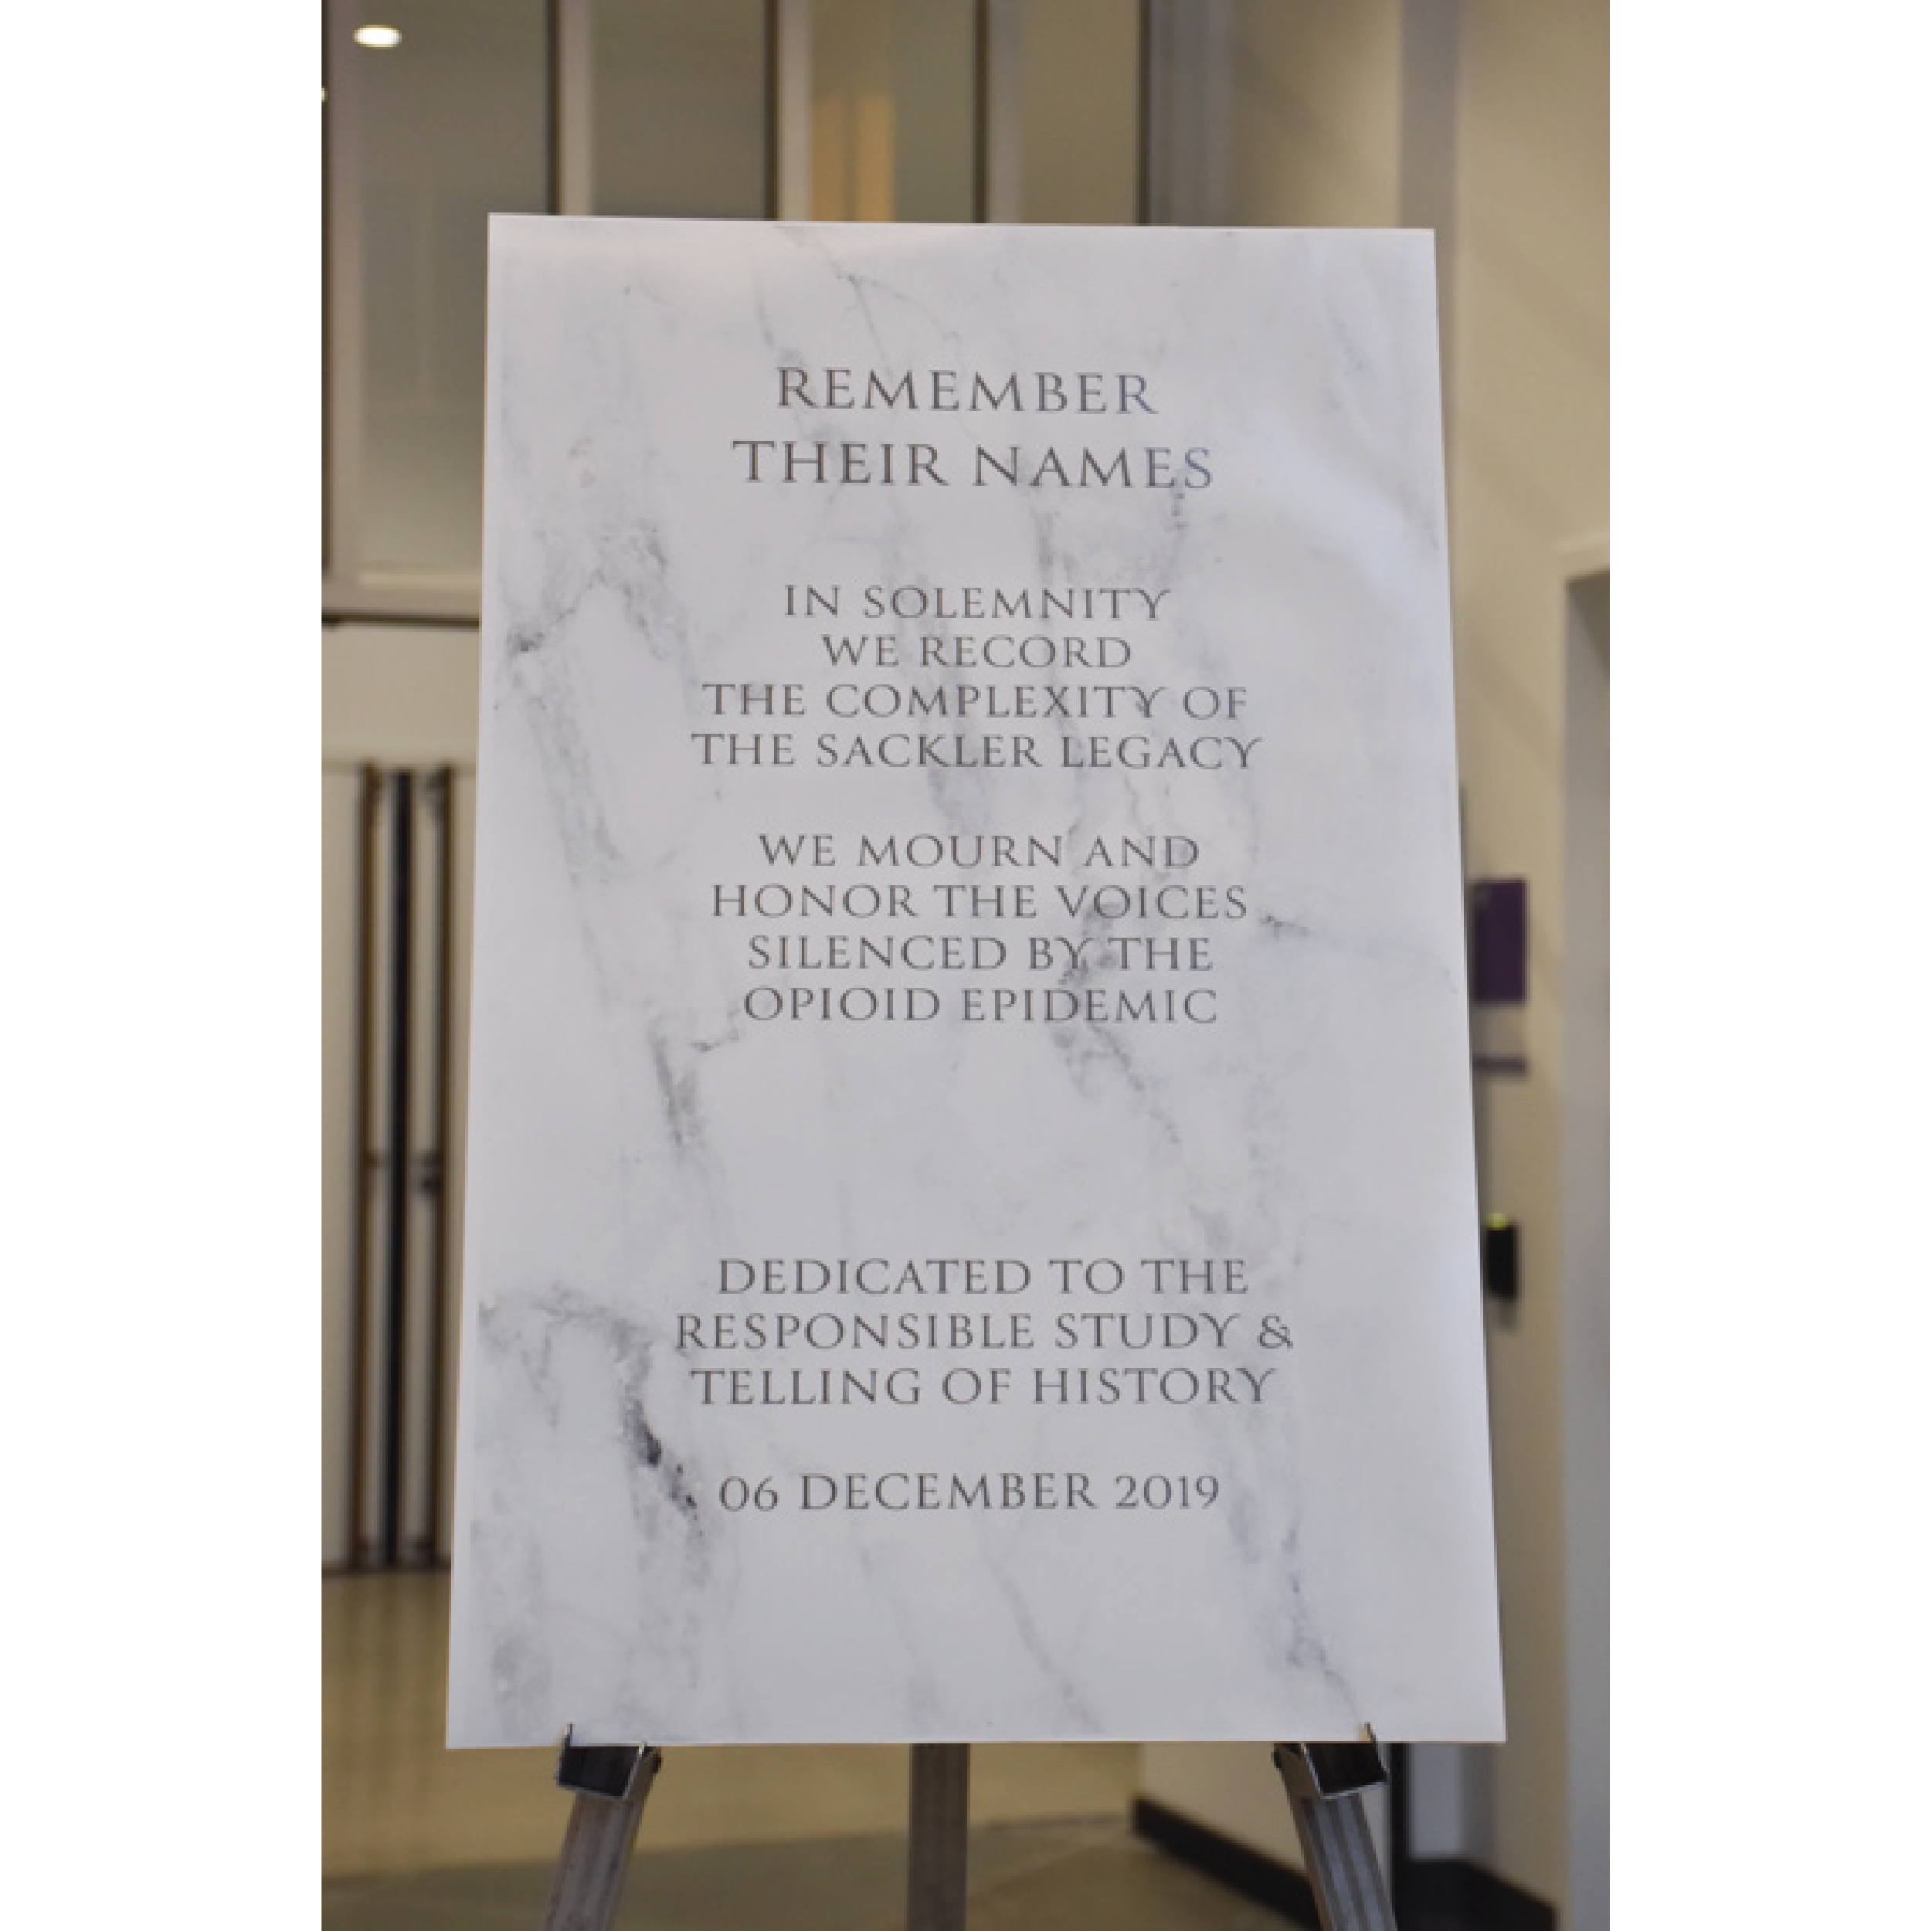 REMEMBER
THEIR NAMES
IN SOLEMNITY
WE RECORD
THE COMPLEXITY OF
THE SACKLER LEGACY
WE MOURN AND
HONOR THE VOICES
SILENCED BY THE
OPIOID EPIDEMIC
DEDICATED TO THE
RESPONSIBLE STUDY &
TELLING OF HISTORY
06 DECEMBER 2019